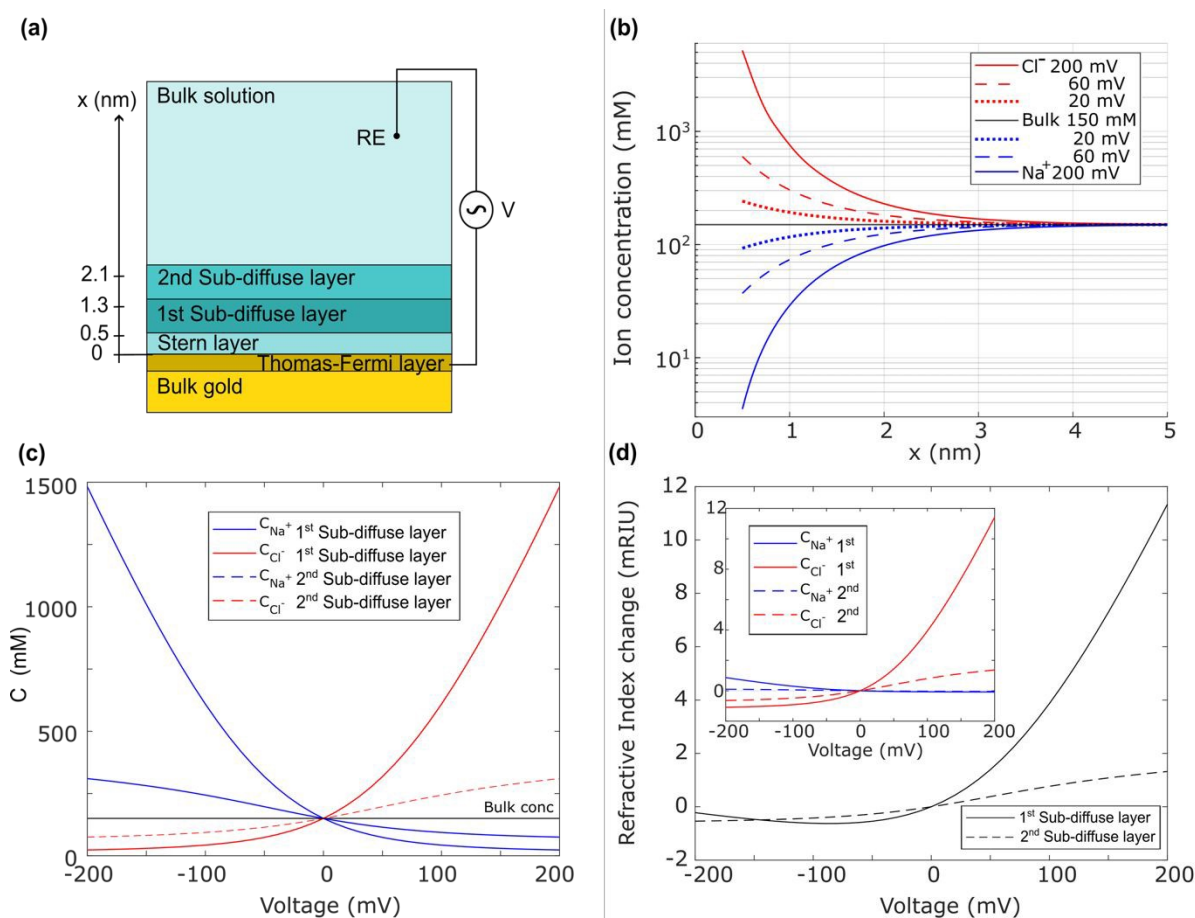 (a)
x (nm)
Bulk solution
RE
V
2.1
2nd Sub-diffuse layer
1.3
1st Sub-diffuse layer
0.5
Stern layer
0
Thomas-Fermi layer
Bulk gold
(b)
Ion concentration (mM)
10³
10²
10¹
Cl⁻ 200 mV
60 mV
20 mV
Bulk 150 mM
20 mV
60 mV
Na⁺ 200 mV
0 1 2 3 4 5
x (nm)
(c)
C (mM)
1500
1000
500
0
C_Na⁺ 1st Sub-diffuse layer
C_Cl⁻ 1st Sub-diffuse layer
C_Na⁺ 2nd Sub-diffuse layer
C_Cl⁻ 2nd Sub-diffuse layer
Bulk conc
-200 -100 0 100 200
Voltage (mV)
(d)
Refractive Index change (mRIU)
12
10
8
6
4
2
0
-2
12
8
4
0
C_Na⁺ 1st
C_Cl⁻ 1st
C_Na⁺ 2nd
C_Cl⁻ 2nd
-200 -100 0 100 200
Voltage (mV)
1st Sub-diffuse layer
2nd Sub-diffuse layer
-200 -100 0 100 200
Voltage (mV)